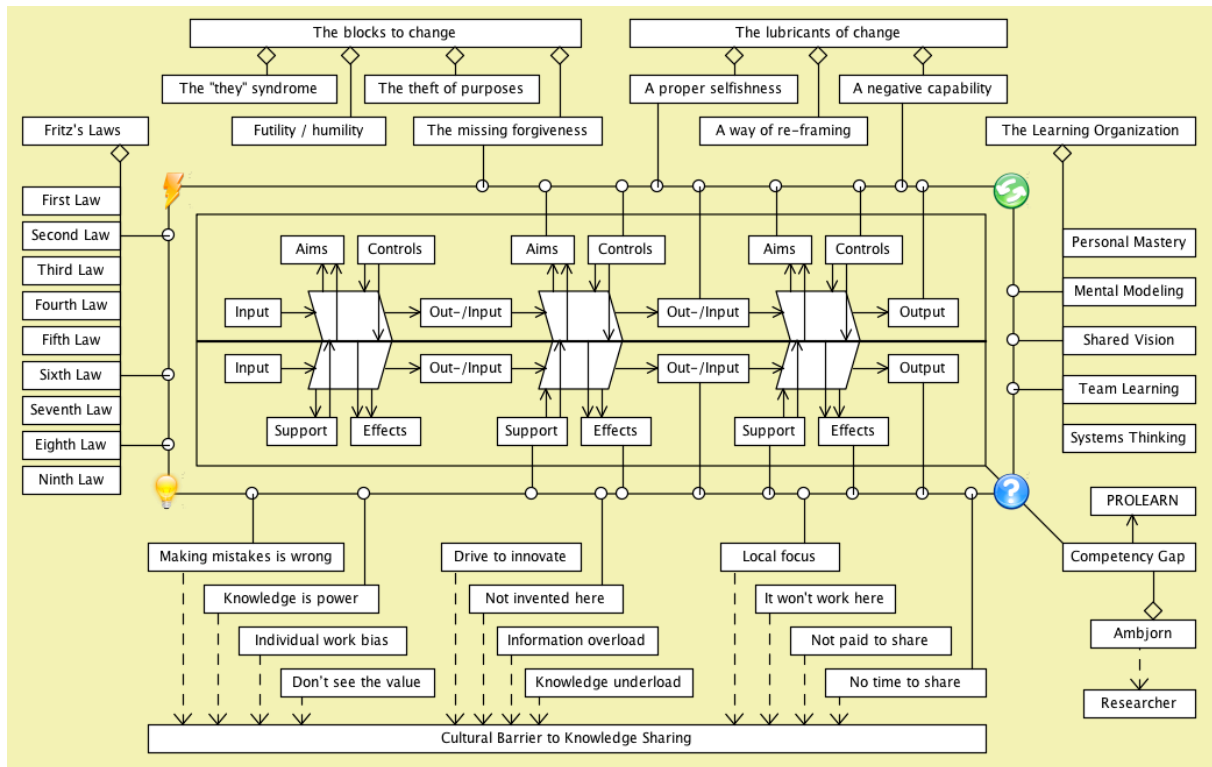 The blocks to change
The lubricants of change
The "they" syndrome
The theft of purposes
A proper selfishness
A negative capability
Fritz's Laws
Futility / humility
The missing forgiveness
A way of re-framing
The Learning Organization
First Law
Second Law
Third Law
Fourth Law
Fifth Law
Sixth Law
Seventh Law
Eighth Law
Ninth Law
Aims
Controls
Aims
Controls
Aims
Controls
Input
Out-/Input
Out-/Input
Output
Input
Out-/Input
Out-/Input
Output
Support
Effects
Support
Effects
Support
Effects
Personal Mastery
Mental Modeling
Shared Vision
Team Learning
Systems Thinking
?
PROLEARN
Competency Gap
Ambjorn
Researcher
Making mistakes is wrong
Knowledge is power
Individual work bias
Don't see the value
Drive to innovate
Not invented here
Information overload
Knowledge underload
Local focus
It won't work here
Not paid to share
No time to share
Cultural Barrier to Knowledge Sharing